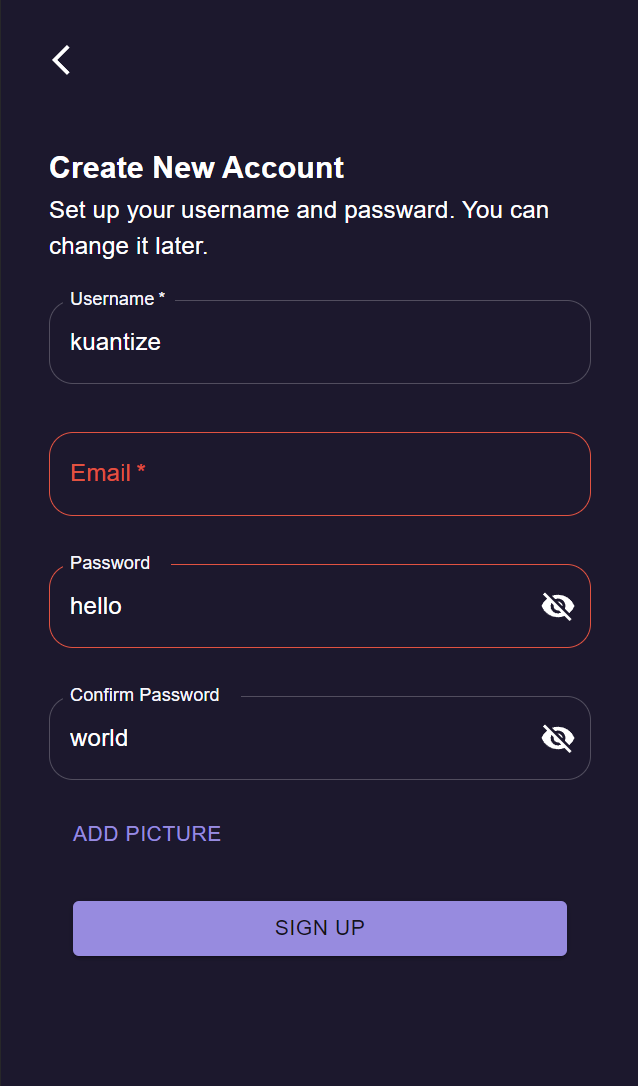 Create New Account
Set up your username and passward. You can
change it later.
Username *
kuantize
Email *
Password
hello
Confirm Password
world
ADD PICTURE
SIGN UP